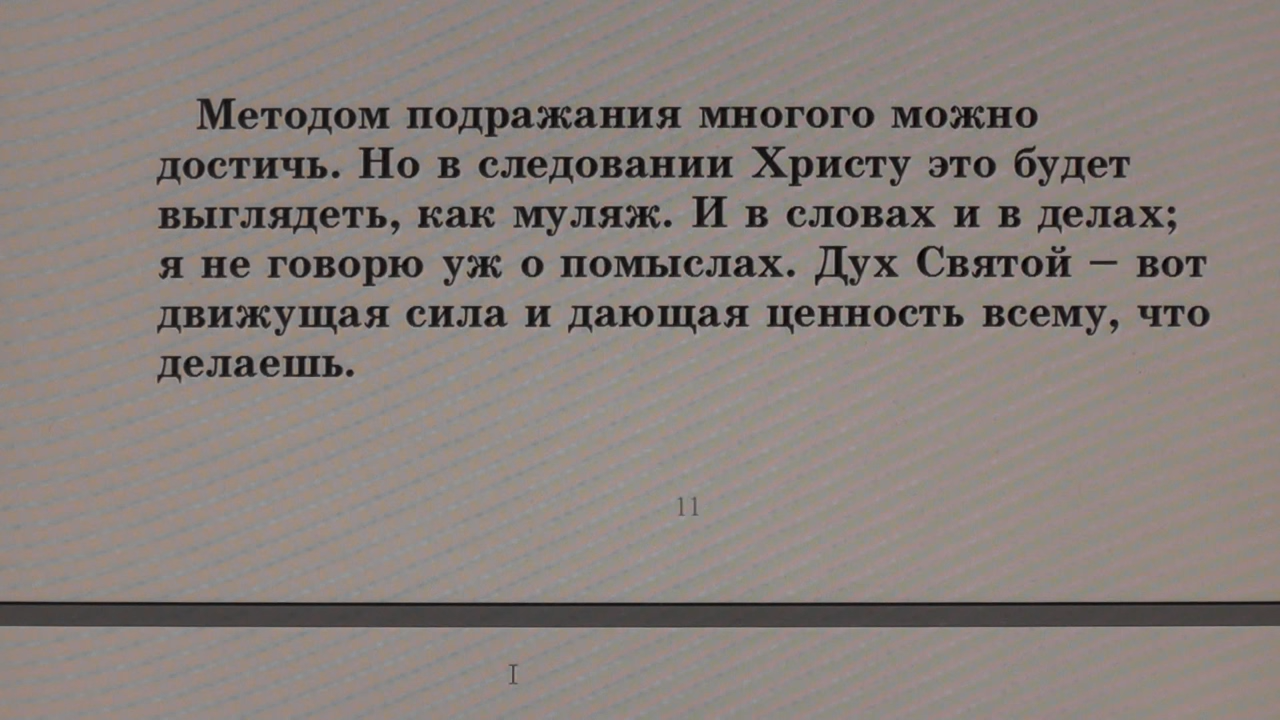 Методом подражания многого можно
достичь. Но в следовании Христу это будет
выглядеть, как муляж. И в словах и в делах;
я не говорю уж о помыслах. Дух Святой – вот
движущая сила и дающая ценность всему, что
делаешь.
11